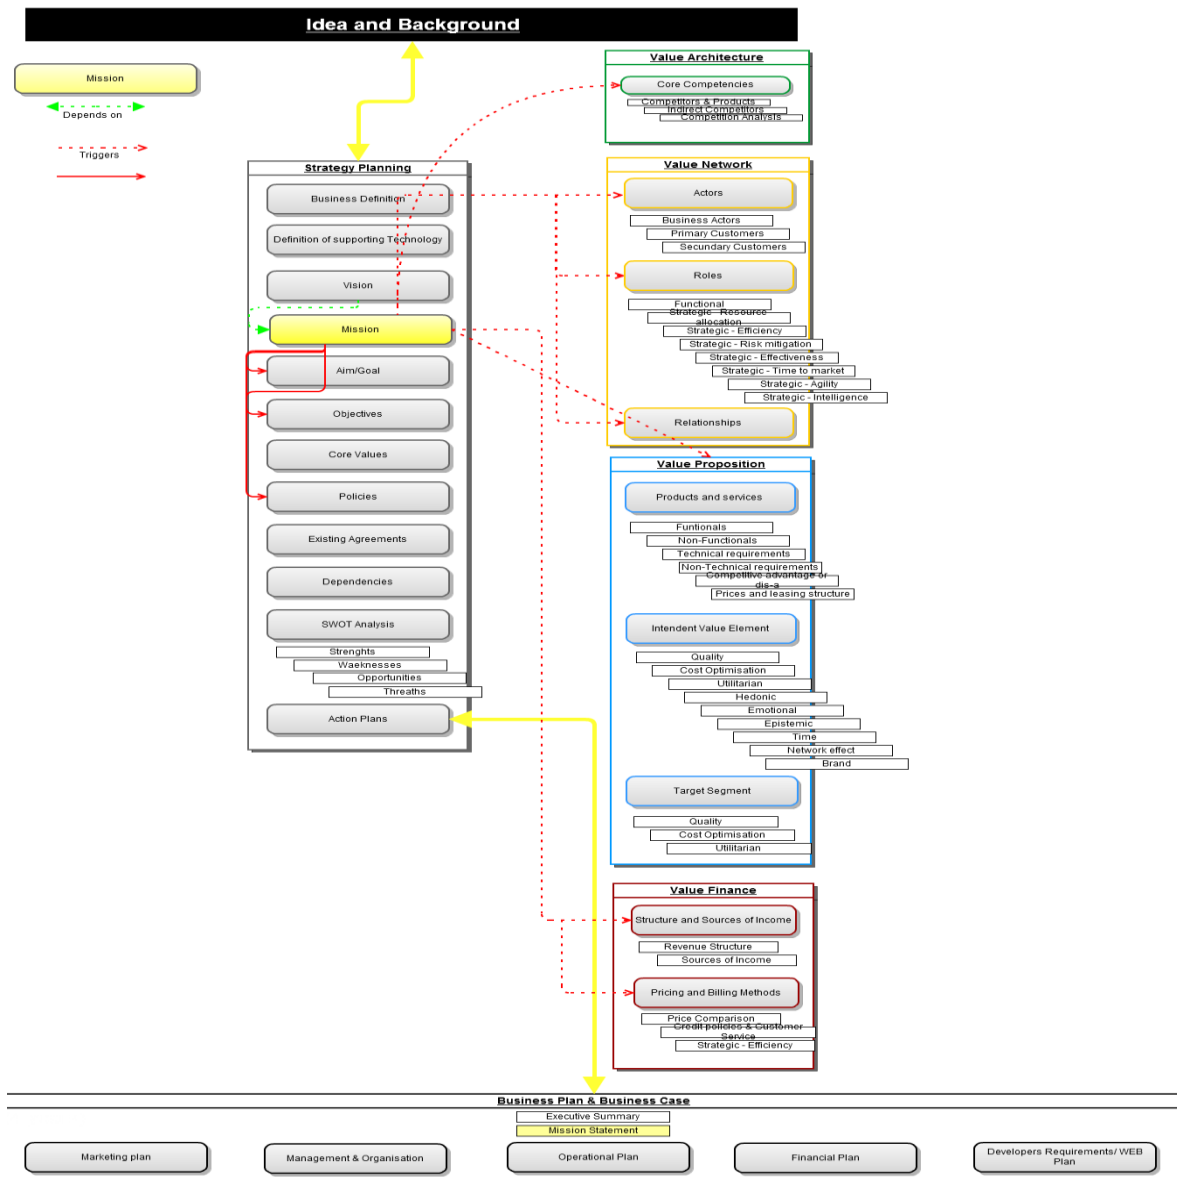 Idea and Background
Mission
Depends on
Triggers
Strategy Planning
Business Definition
Definition of supporting Technology
Vision
Mission
Aim/Goal
Objectives
Core Values
Policies
Existing Agreements
Dependencies
SWOT Analysis
Strenghts
Waeknesses
Opportunities
Threaths
Action Plans
Value Architecture
Core Competencies
Competitors & Products
Indirect Competitors
Competition Analysis
Value Network
Actors
Business Actors
Primary Customers
Secundary Customers
Roles
Functional
Strategic - Resource
allocation
Strategic - Efficiency
Strategic - Risk mitigation
Strategic - Effectiveness
Strategic - Time to market
Strategic - Agility
Strategic - Intelligence
Relationships
Value Proposition
Products and services
Funtionals
Non-Functionals
Technical requirements
Non-Technical requirements
Competitive advantage or
dis-a
Prices and leasing structure
Intendent Value Element
Quality
Cost Optimisation
Utilitarian
Hedonic
Emotional
Epistemic
Time
Network effect
Brand
Target Segment
Quality
Cost Optimisation
Utilitarian
Value Finance
Structure and Sources of Income
Revenue Structure
Sources of Income
Pricing and Billing Methods
Price Comparison
Credit policies & Customer
Service
Strategic - Efficiency
Business Plan & Business Case
Executive Summary
Mission Statement
Marketing plan
Management & Organisation
Operational Plan
Financial Plan
Developers Requirements/ WEB
Plan